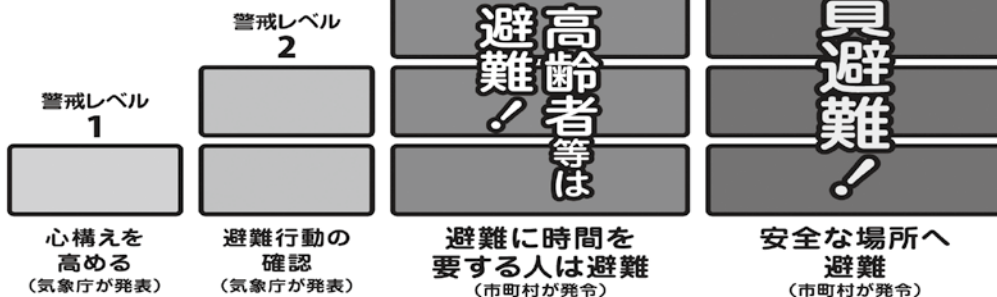 警戒レベル
1
心構えを
高める
(気象庁が発表)
警戒レベル
2
避難行動の
確認
(気象庁が発表)
高齢者等は
避難!
避難に時間を
要する人は避難
(市町村が発令)
員避難!
安全な場所へ
避難
(市町村が発令)